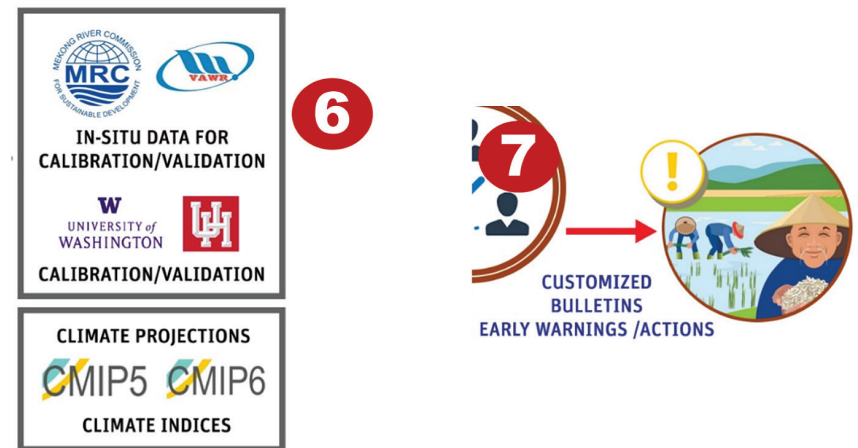 MEKONG RIVER COMMISSION
MRC
FOR SUSTAINABLE DEVELOPMENT
VAWR
IN-SITU DATA FOR
CALIBRATION/VALIDATION
W
UNIVERSITY of
WASHINGTON
UH
CALIBRATION/VALIDATION
6
CLIMATE PROJECTIONS
CMIP5 CMIP6
CLIMATE INDICES
7
!
CUSTOMIZED
BULLETINS
EARLY WARNINGS /ACTIONS